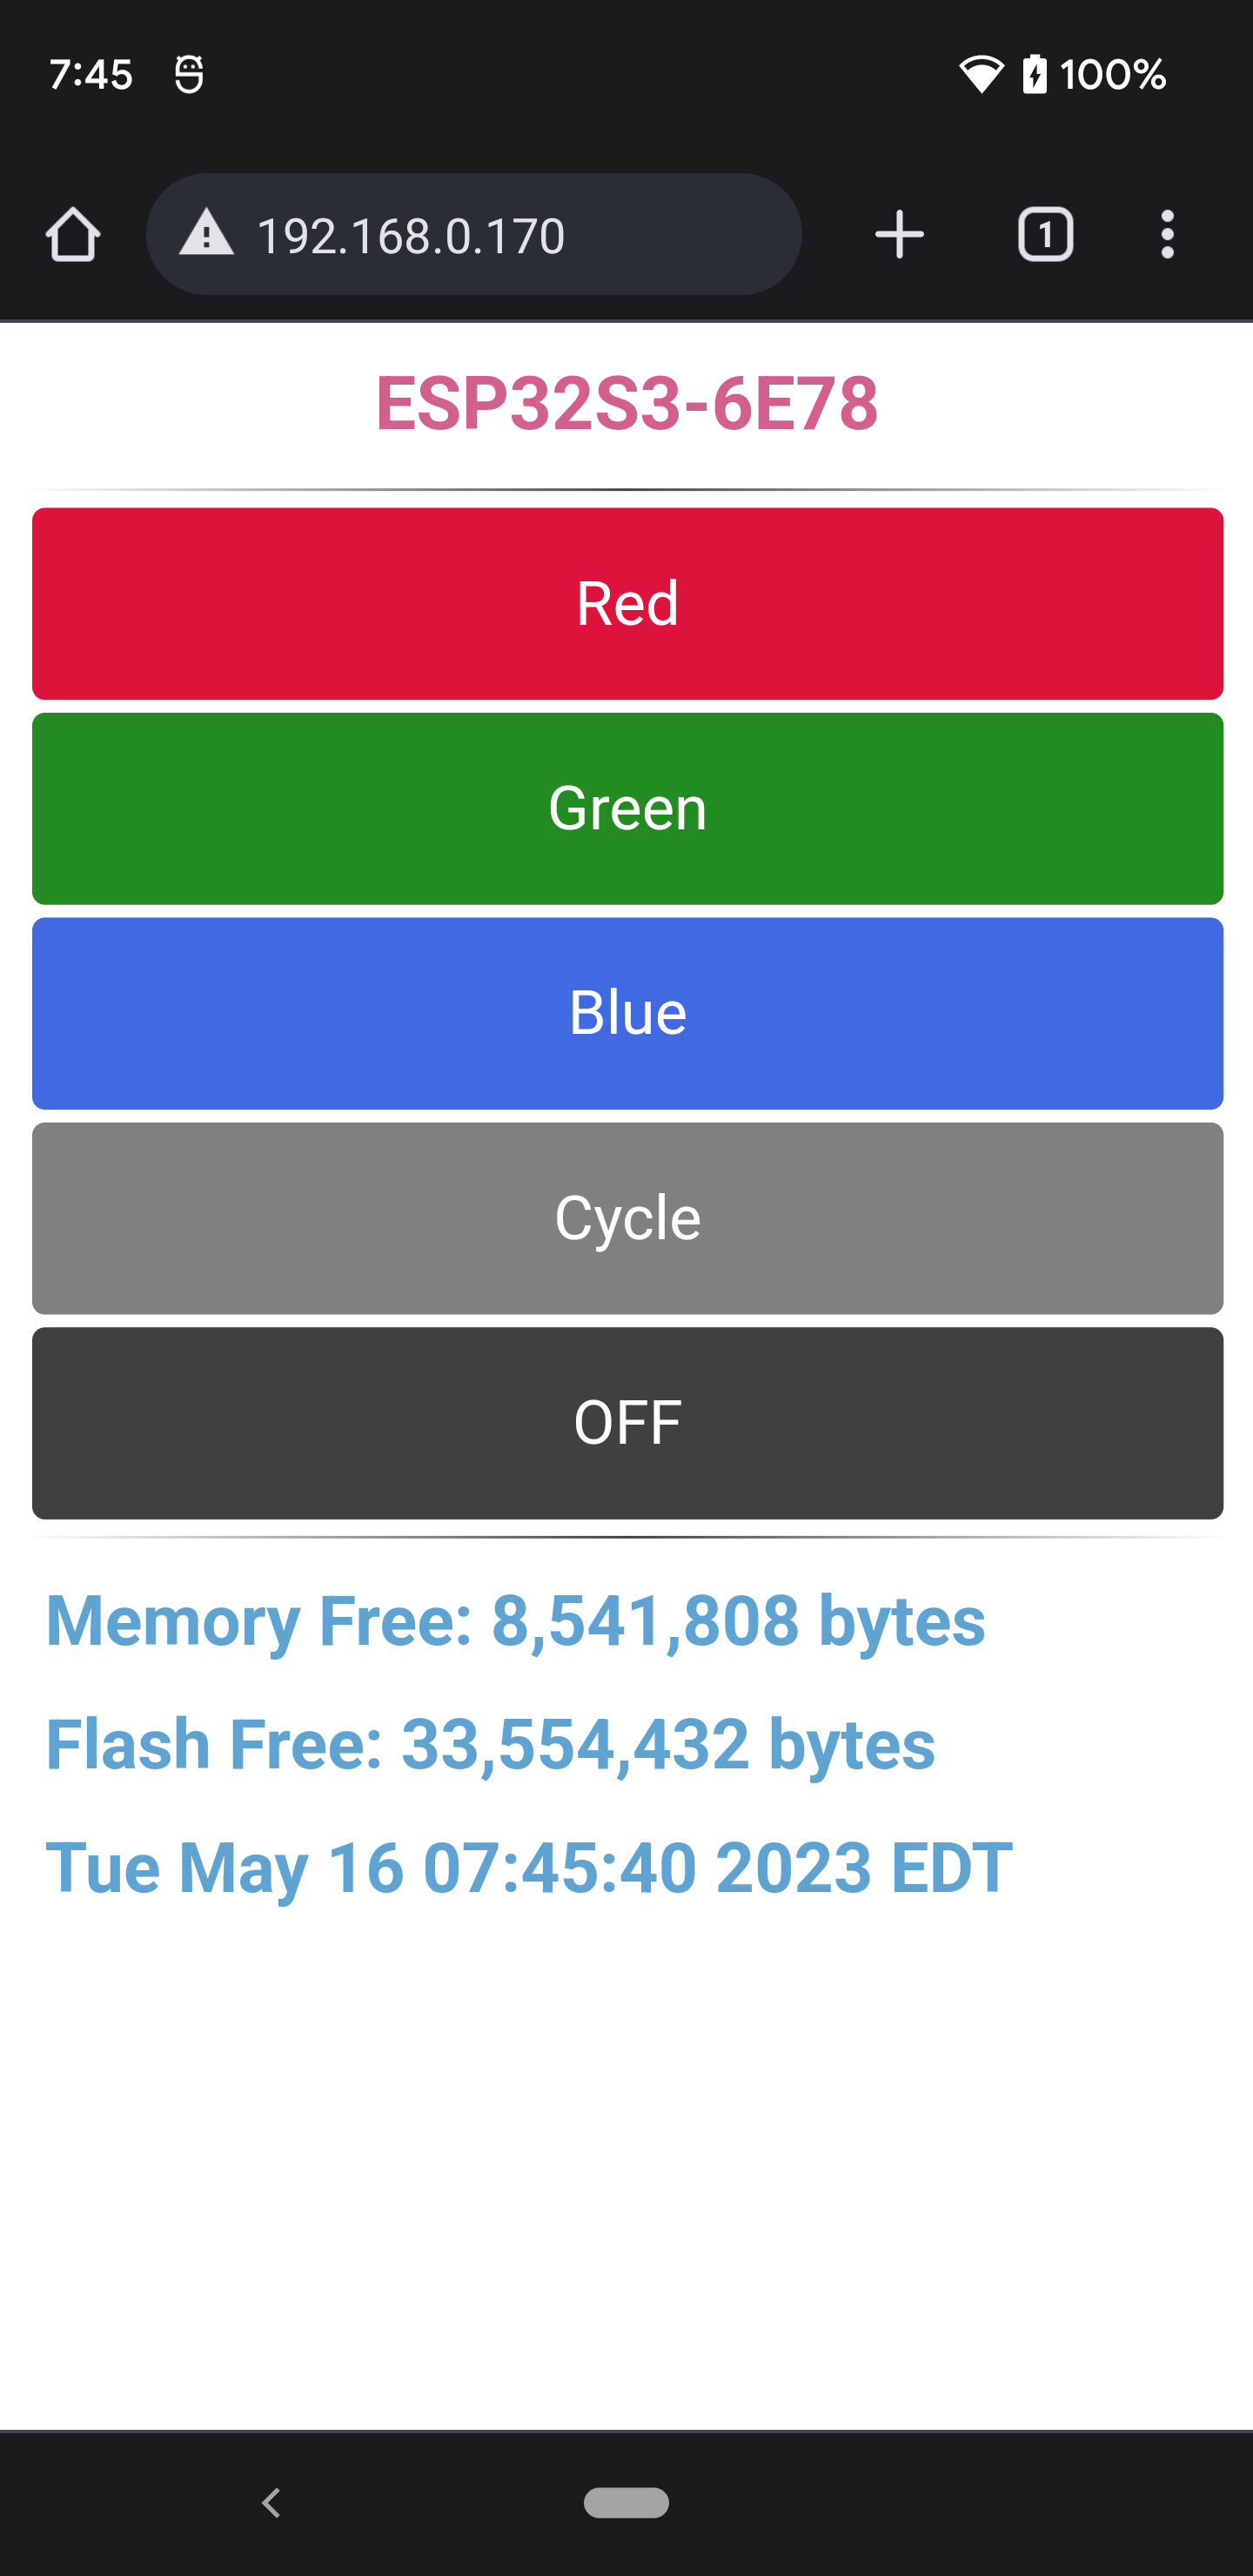 7:45 100%
192.168.0.170 1
ESP32S3-6E78
Red
Green
Blue
Cycle
OFF
Memory Free: 8,541,808 bytes
Flash Free: 33,554,432 bytes
Tue May 16 07:45:40 2023 EDT